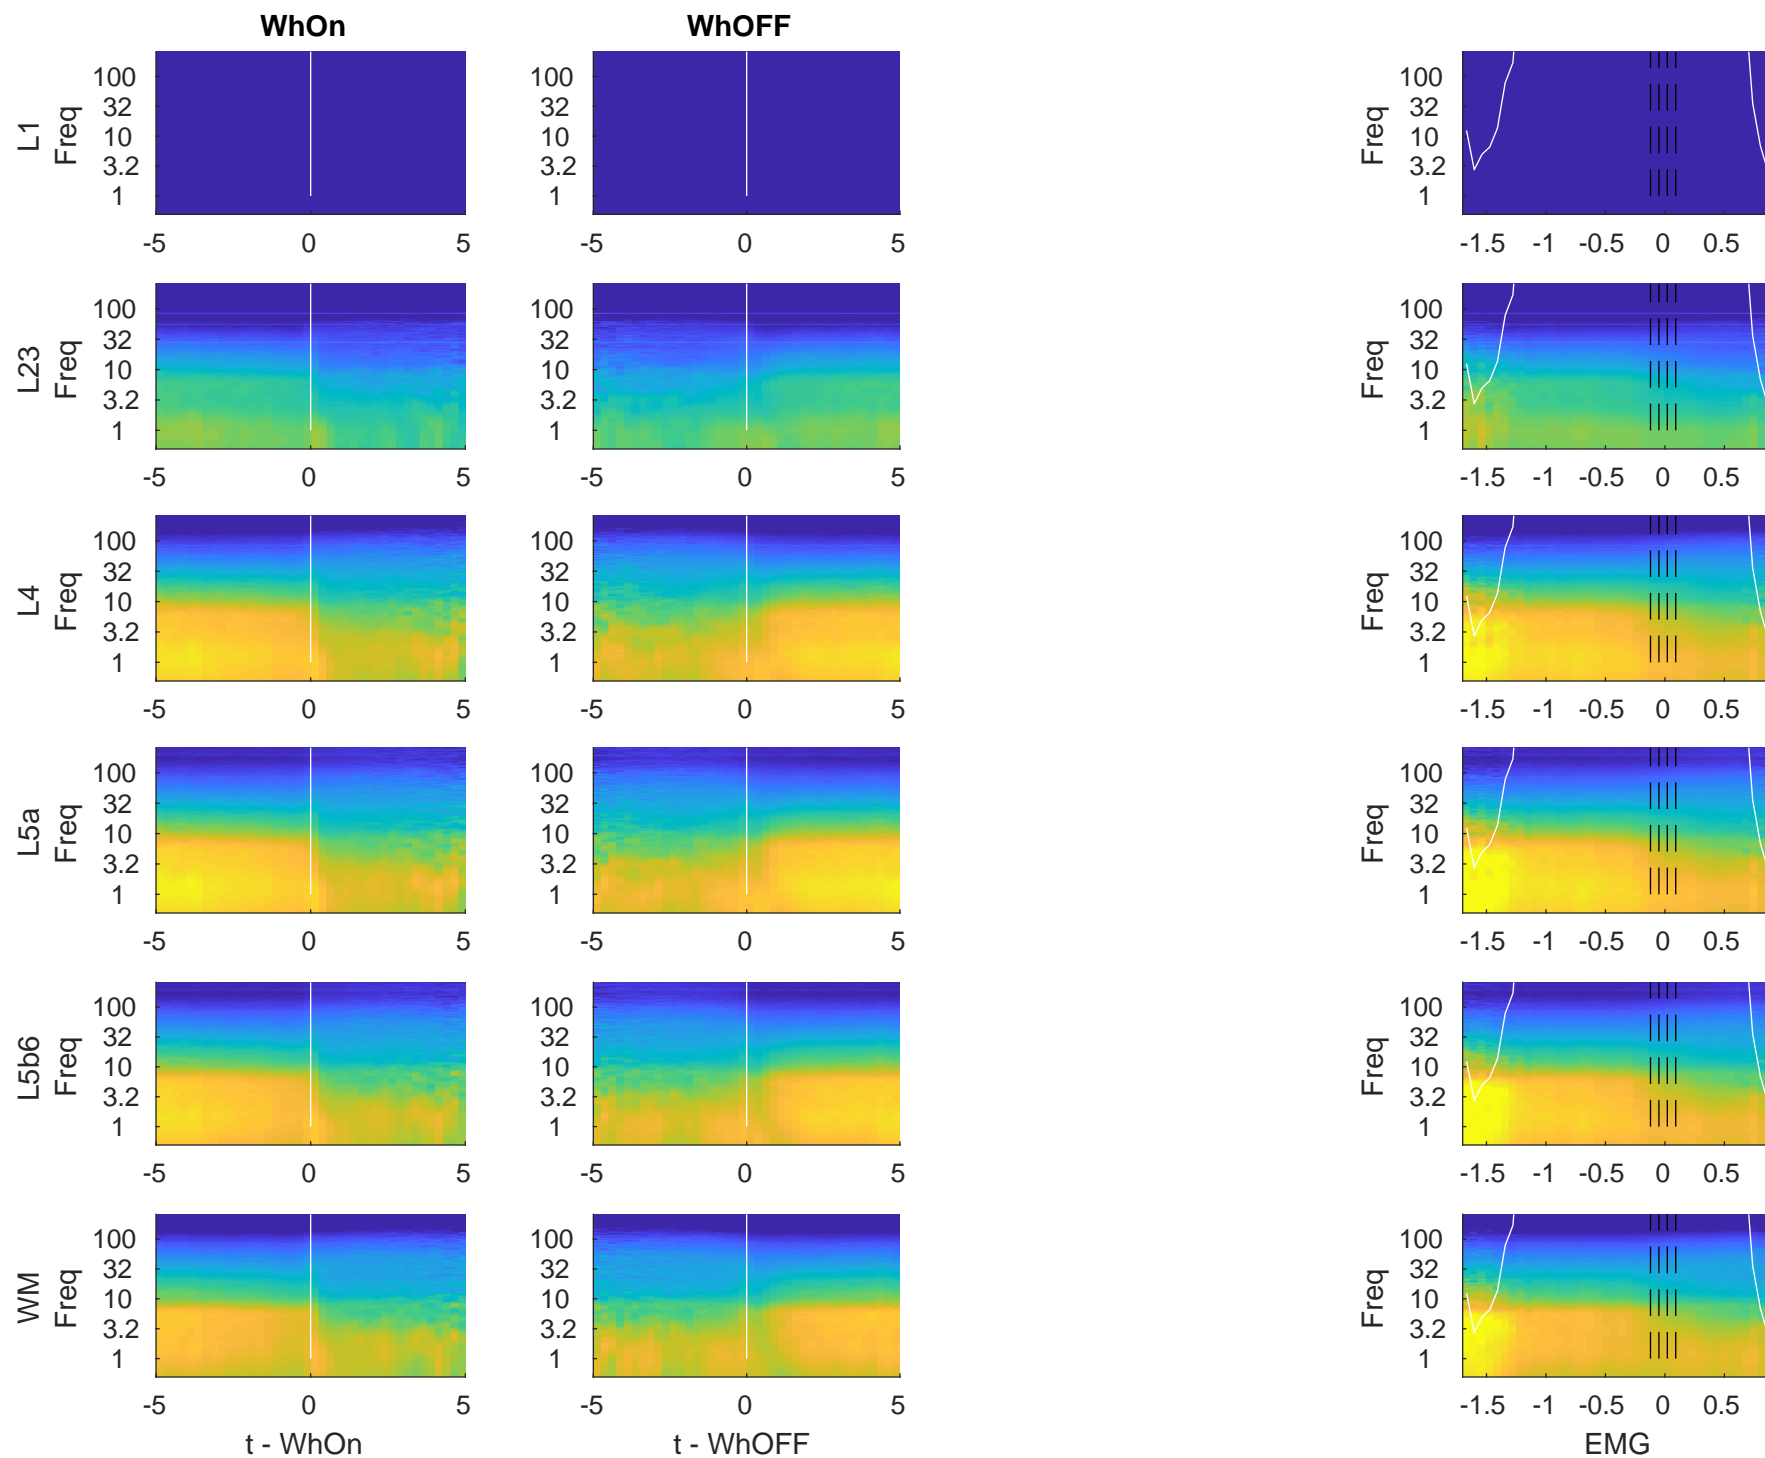 WhOn WhOFF
L1 Freq 100 32 10 3.2 1 Freq 100 32 10 3.2 1
-5 0 5 -5 0 5 -1.5 -1 -0.5 0 0.5
L23 Freq 100 32 10 3.2 1 100 32 10 3.2 1 Freq 100 32 10 3.2 1
-5 0 5 -5 0 5 -1.5 -1 -0.5 0 0.5
L4 Freq 100 32 10 3.2 1 100 32 10 3.2 1 Freq 100 32 10 3.2 1
-5 0 5 -5 0 5 -1.5 -1 -0.5 0 0.5
L5a Freq 100 32 10 3.2 1 100 32 10 3.2 1 Freq 100 32 10 3.2 1
-5 0 5 -5 0 5 -1.5 -1 -0.5 0 0.5
L5b6 Freq 100 32 10 3.2 1 100 32 10 3.2 1 Freq 100 32 10 3.2 1
-5 0 5 -5 0 5 -1.5 -1 -0.5 0 0.5
WM Freq 100 32 10 3.2 1 100 32 10 3.2 1 Freq 100 32 10 3.2 1
-5 0 5 -5 0 5 -1.5 -1 -0.5 0 0.5
t - WhOn t - WhOFF EMG